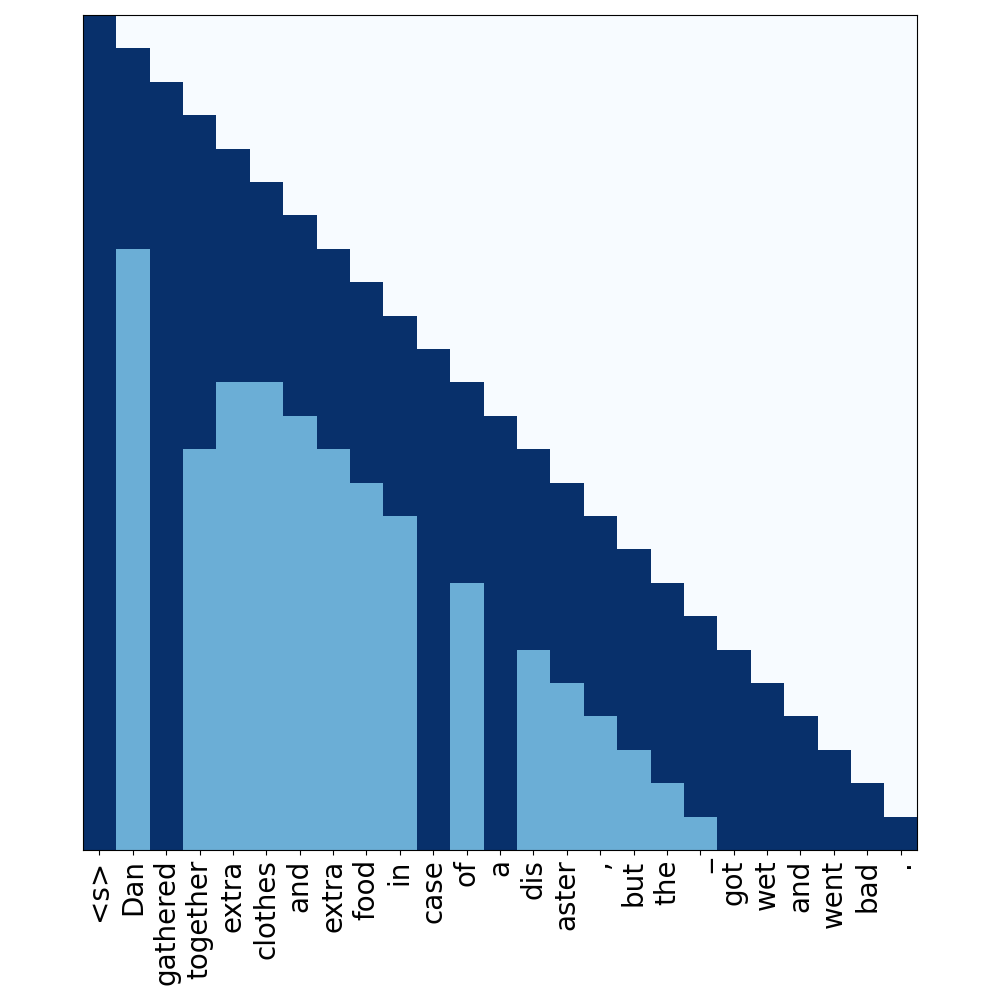 <s> Dan gathered together extra clothes and extra food in case of a dis aster , but the _ got wet and went bad .